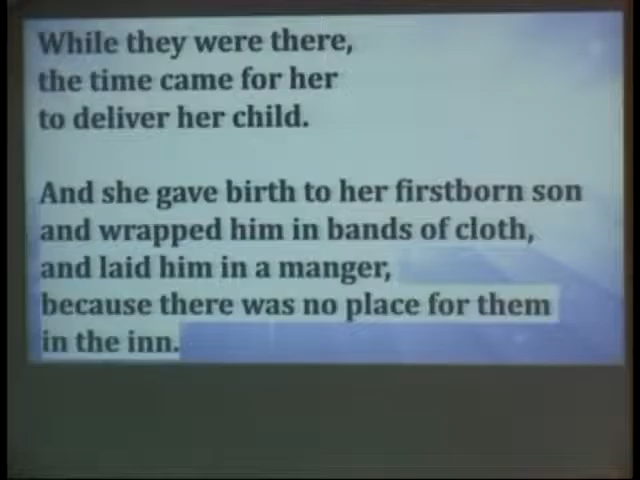 While they were there,
the time came for her
to deliver her child.
And she gave birth to her firstborn son
and wrapped him in bands of cloth,
and laid him in a manger,
because there was no place for them
in the inn.